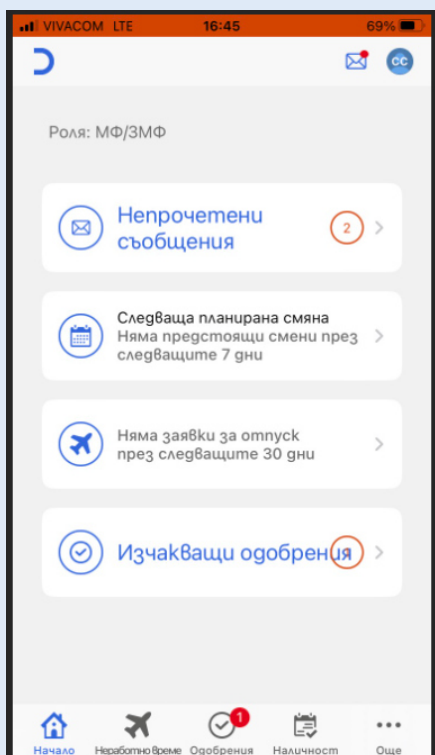 VIVACOM LTE 16:45 69%
CC
Роля: МФ/ЗМФ
Непрочетени
съобщения
2
Следваща планирана смяна
Няма предстоящи смени през
следващите 7 дни
Няма заявки за отпуск
през следващите 30 дни
Изчакващи одобрения
1
Начало Неработно време Одобрения Наличност Още